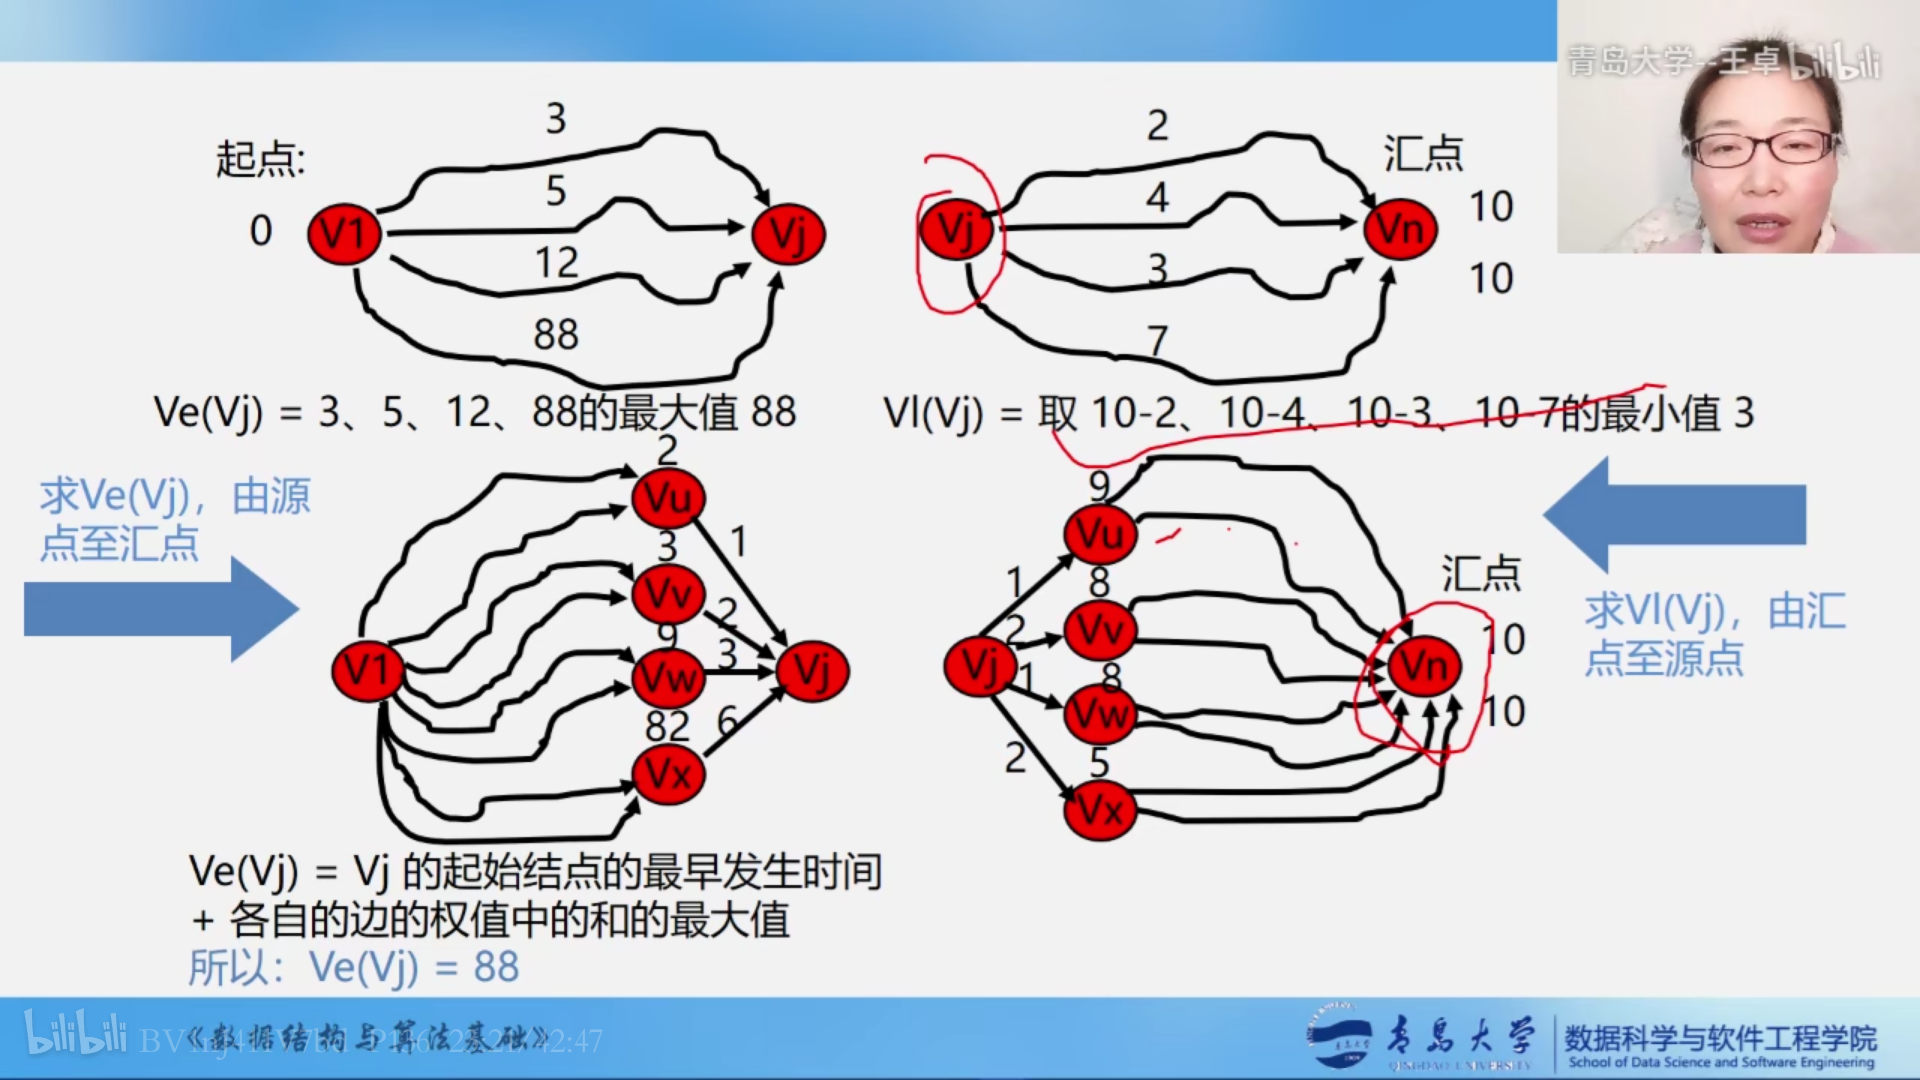 青岛大学--王卓 bilibili
起点:
0
V1
3
5
12
88
Vj
Vj
2
4
3
7
汇点
Vn
10
10
Ve(Vj) = 3、5、12、88的最大值 88
Vl(Vj) = 取 10-2、10-4、10-3、10-7的最小值 3
求Ve(Vj)，由源
点至汇点
V1
2
Vu
3
Vv
9
Vw
82
Vx
1
2
3
6
Vj
Vj
1
2
1
2
9
Vu
8
Vv
8
Vw
5
Vx
汇点
Vn
10
10
求Vl(Vj)，由汇
点至源点
Ve(Vj) = Vj 的起始结点的最早发生时间
+ 各自的边的权值中的和的最大值
所以：Ve(Vj) = 88
bilibili
《数据结构与算法基础》
42:47
青岛大学
QINGDAO UNIVERSITY
数据科学与软件工程学院
School of Data Science and Software Engineering